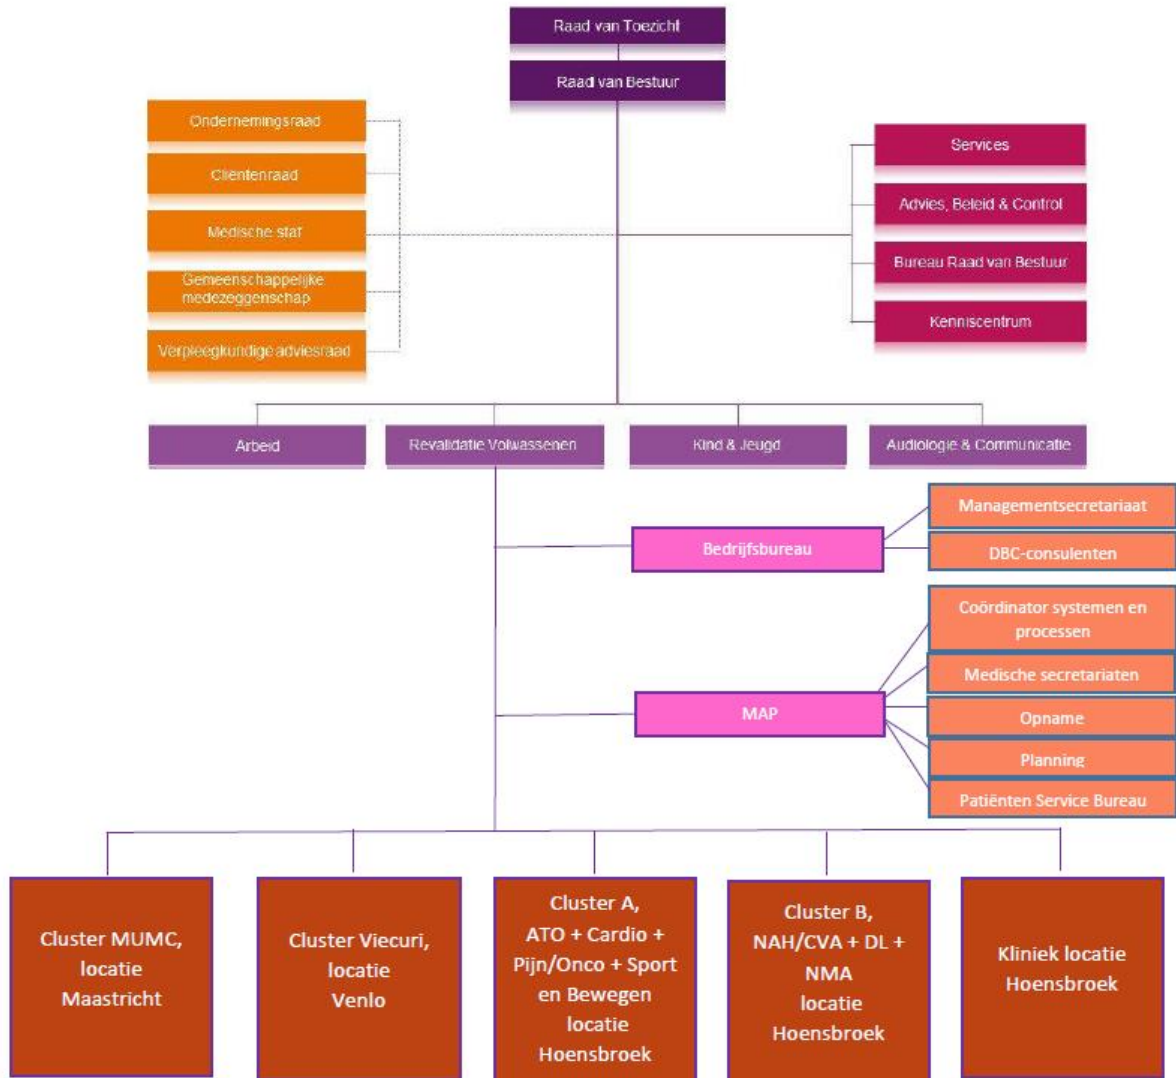 Raad van Toezicht
Raad van Bestuur
Ondernemingsraad
Cliëntenraad
Medische staf
Gemeenschappelijke
medezeggenschap
Verpleegkundige adviesraad
Services
Advies, Beleid & Control
Bureau Raad van Bestuur
Kenniscentrum
Arbeid
Revalidatie Volwassenen
Kind & Jeugd
Audiologie & Communicatie
Bedrijfsbureau
Managementsecretariaat
DBC-consulenten
MAP
Coördinator systemen en
processen
Medische secretariaten
Opname
Planning
Patiënten Service Bureau
Cluster MUMC,
locatie
Maastricht
Cluster Viecuri,
locatie
Venlo
Cluster A,
ATO + Cardio +
Pijn/Onco + Sport
en Bewegen
locatie
Hoensbroek
Cluster B,
NAH/CVA + DL +
NMA
locatie
Hoensbroek
Kliniek locatie
Hoensbroek